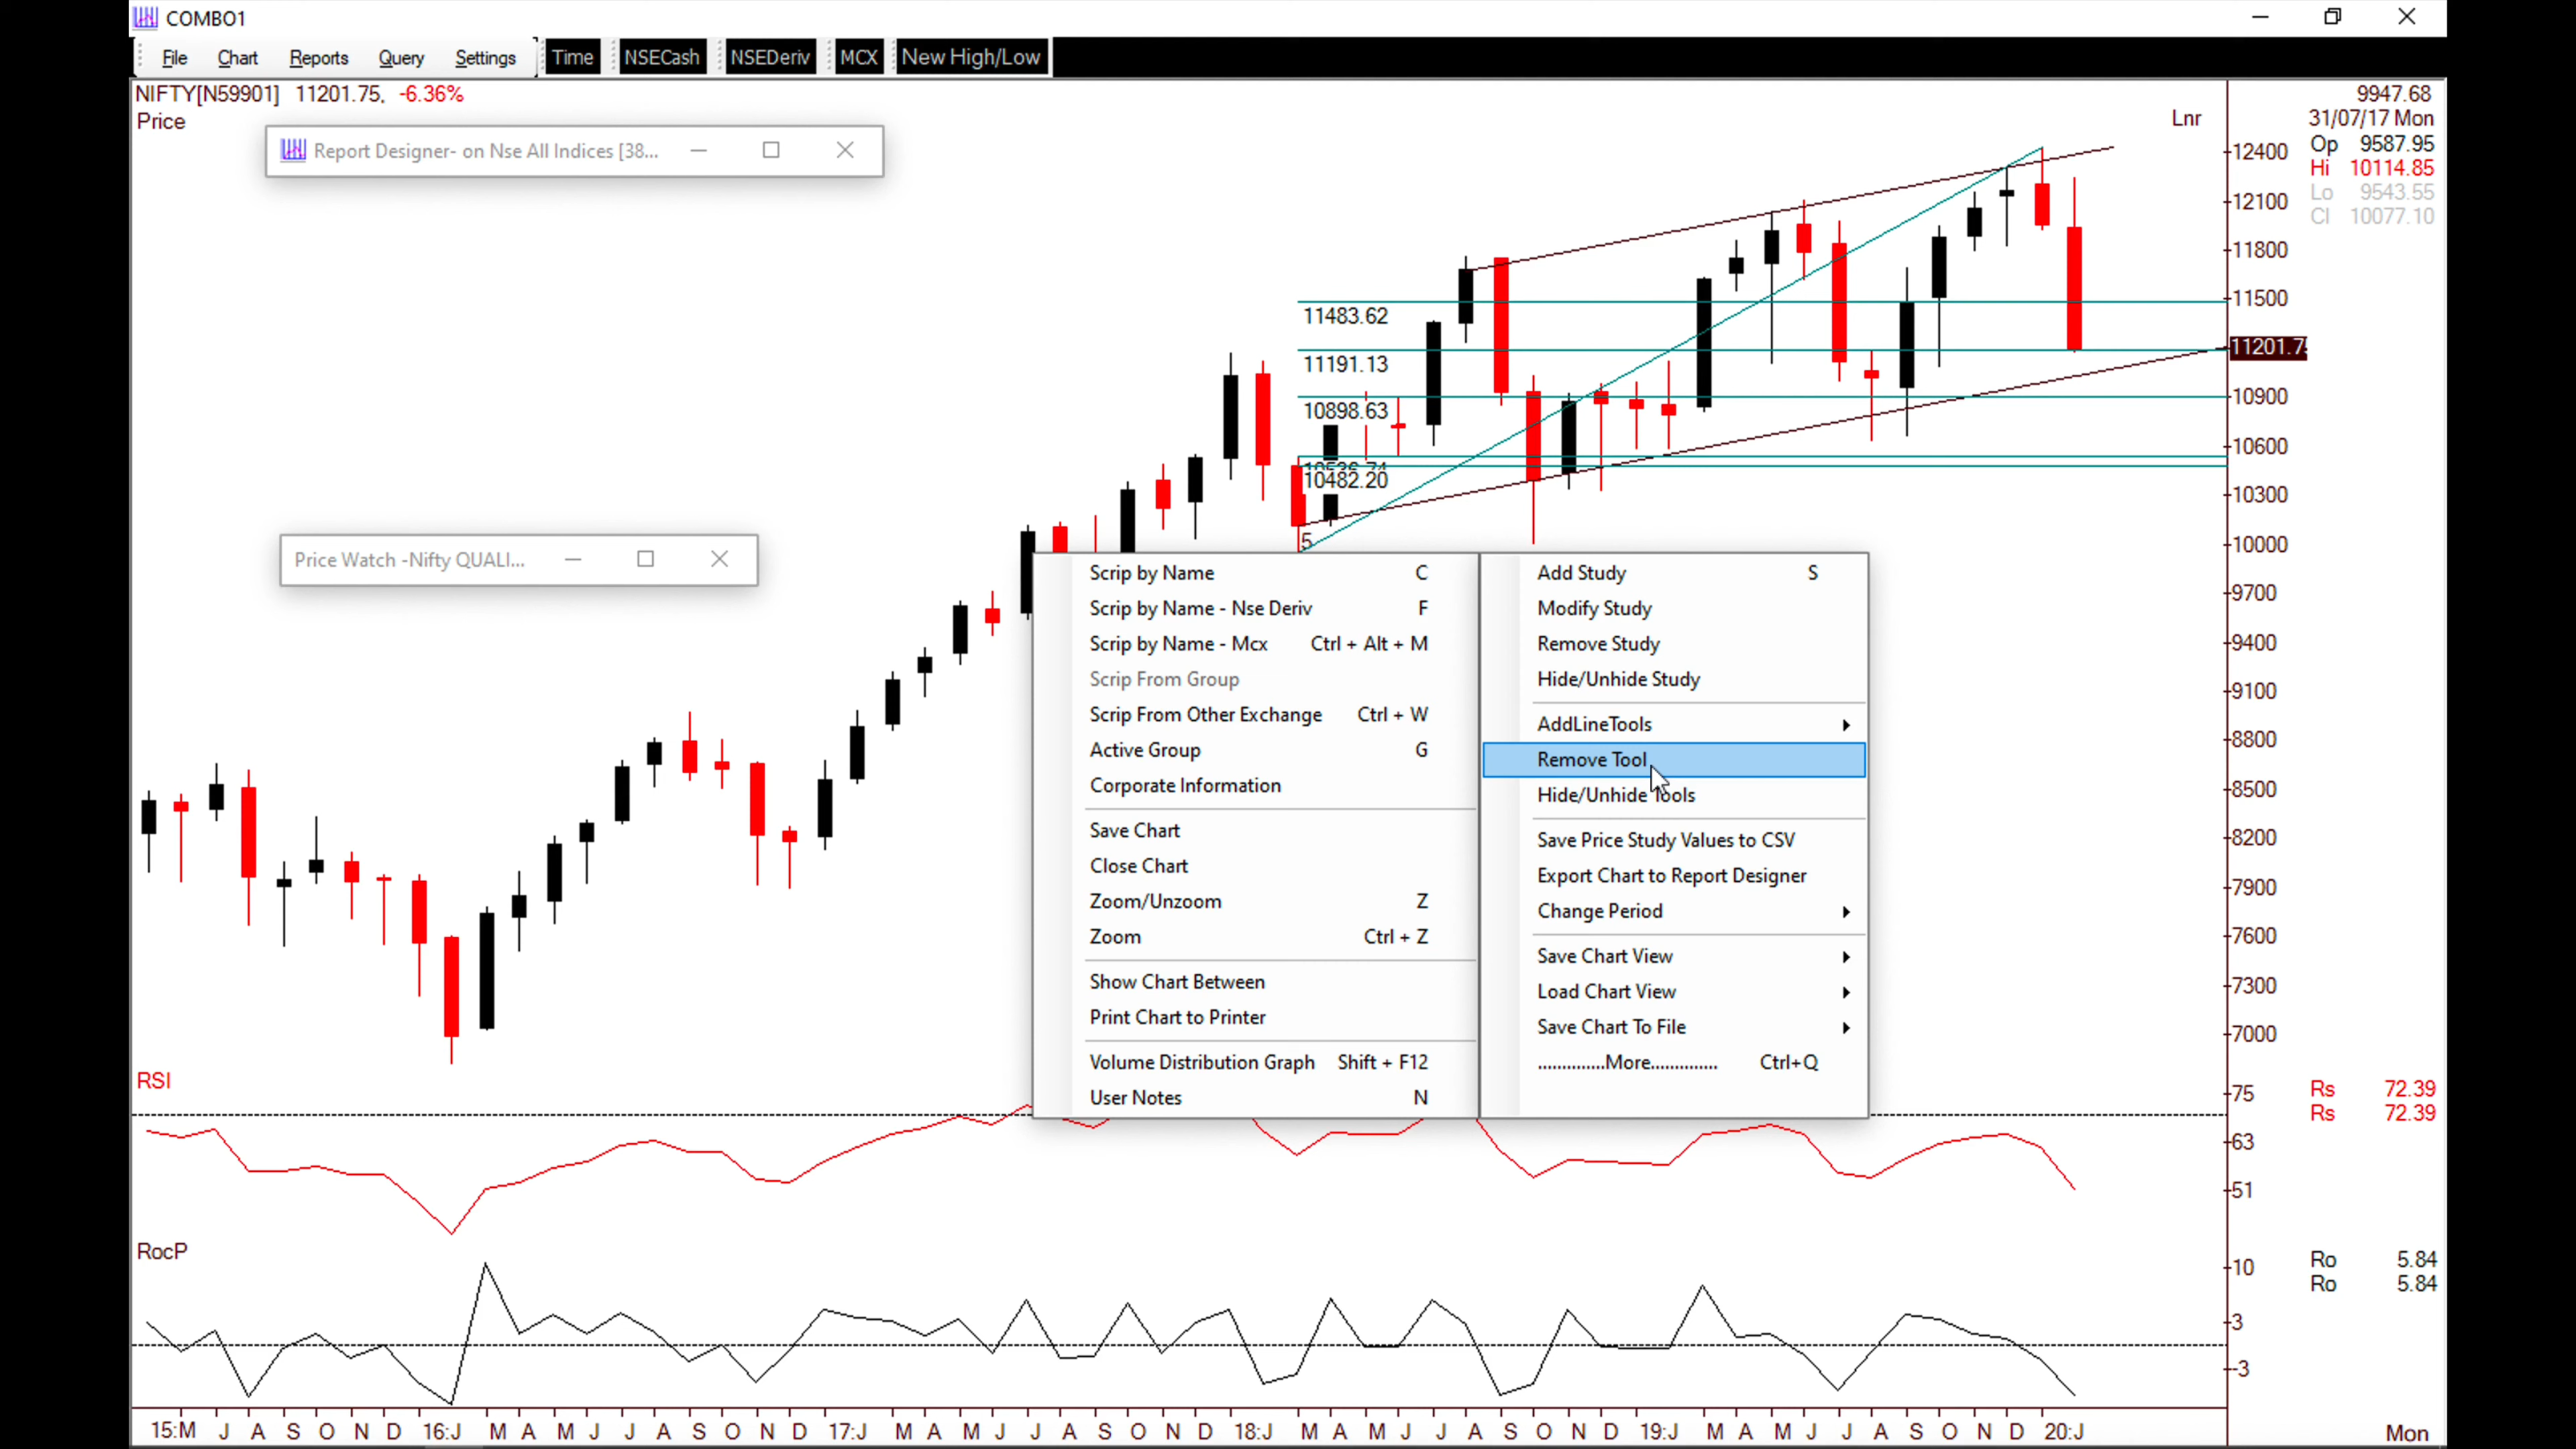 COMBO1
File Chart Reports Query Settings Time NSECash NSEDeriv MCX New High/Low
NIFTY[N59901] 11201.75, -6.36%
Price
Lnr
9947.68
31/07/17 Mon
Op 9587.95
Hi 10114.85
Lo 9543.55
Cl 10077.10
Report Designer- on Nse All Indices [38...
Price Watch -Nifty QUALI...
12400
12100
11800
11500
11201.7
10900
10600
10300
10000
9700
9400
9100
8800
8500
8200
7900
7600
7300
7000
11483.62
11191.13
10898.63
10482.20
5
Scrip by Name C
Scrip by Name - Nse Deriv F
Scrip by Name - Mcx Ctrl + Alt + M
Scrip From Group
Scrip From Other Exchange Ctrl + W
Active Group G
Corporate Information
Save Chart
Close Chart
Zoom/Unzoom Z
Zoom Ctrl + Z
Show Chart Between
Print Chart to Printer
Volume Distribution Graph Shift + F12
User Notes N
Add Study S
Modify Study
Remove Study
Hide/Unhide Study
AddLineTools
Remove Tool
Hide/Unhide Tools
Save Price Study Values to CSV
Export Chart to Report Designer
Change Period
Save Chart View
Load Chart View
Save Chart To File
..............More.............. Ctrl+Q
RSI
75
63
51
Rs 72.39
Rs 72.39
RocP
10
3
-3
Ro 5.84
Ro 5.84
15:M J A S O N D 16:J M A M J J A S O N D 17:J M A M J J A S O N D 18:J M A M J J A S O N D 19:J M A M J J A S O N D 20:J Mon